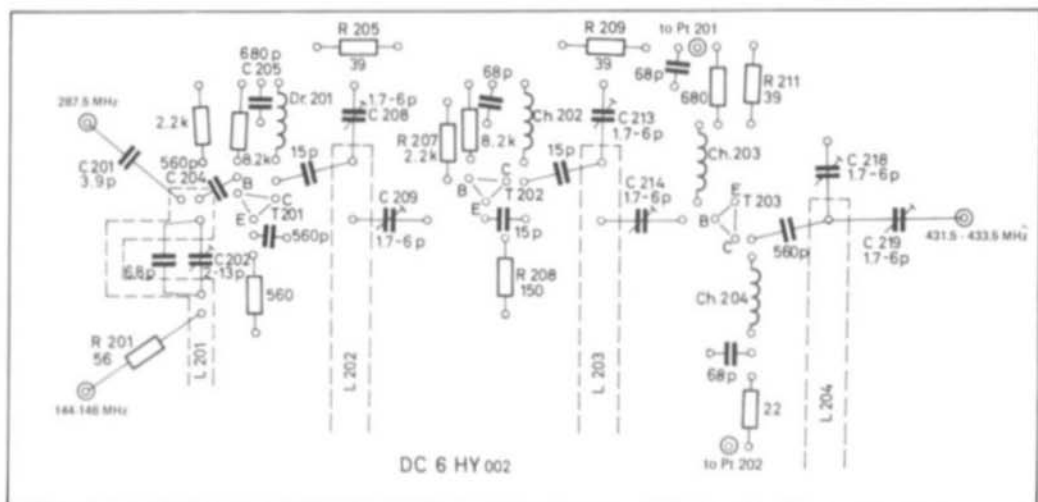 R 205
39
R 209
39
to Pt 201
680p
C 205
Dr. 201
1.7-6p
C 208
68p
Ch. 202
C 213
1.7-6p
68p
680
R 211
39
287.5 MHz
2.2k
8.2k
R 207
2.2k
8.2k
Ch. 203
C 201
3.9p
560p
C 204
15p
15p
C 218
1.7-6p
B
C
E
T 201
C 209
1.7-6p
B
C
E
T 202
C 214
1.7-6p
E
B
C
T 203
560p
15p
560p
C 219
1.7-6p
431.5 - 433.5 MHz
6.8p
C 202
2-13p
560
R 208
150
Ch. 204
R 201
56
L 201
L 202
L 203
68p
L 204
22
144-146 MHz
DC 6 HY 002
to Pt 202